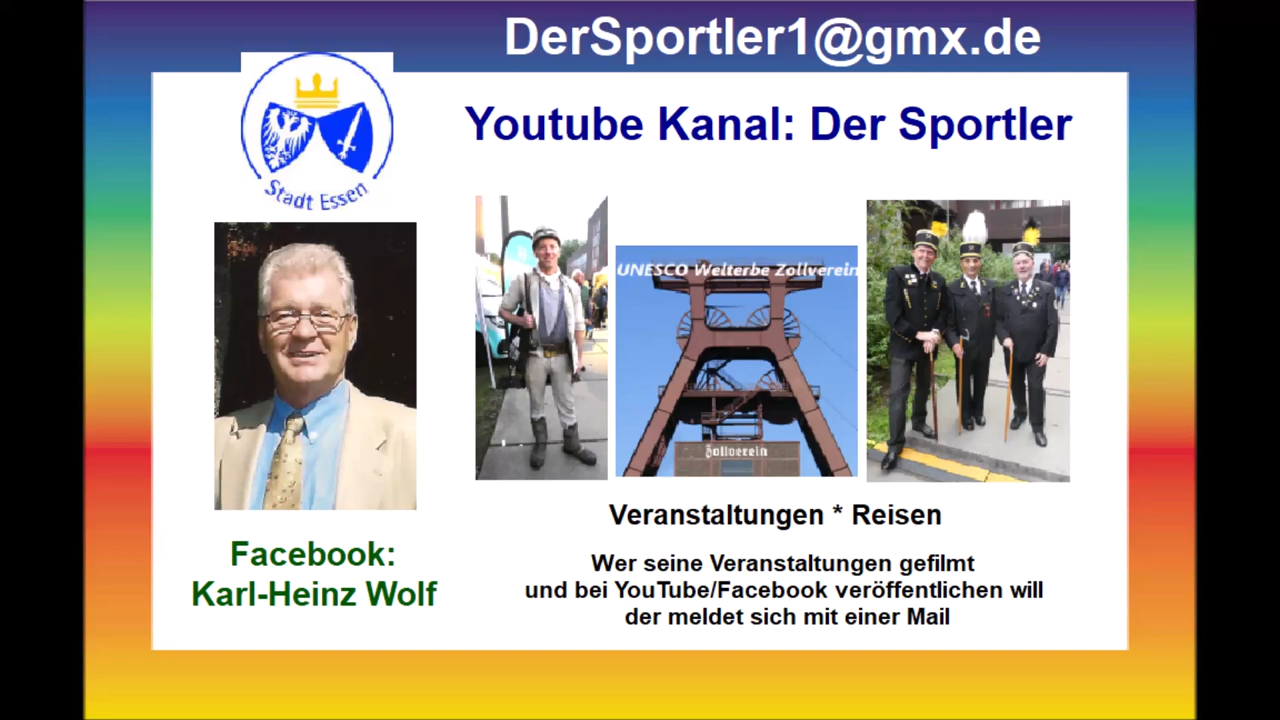 DerSportler1@gmx.de
Stadt Essen
Youtube Kanal: Der Sportler
UNESCO Welterbe Zollverein
Zollverein
Veranstaltungen * Reisen
Facebook:
Karl-Heinz Wolf
Wer seine Veranstaltungen gefilmt
und bei YouTube/Facebook veröffentlichen will
der meldet sich mit einer Mail